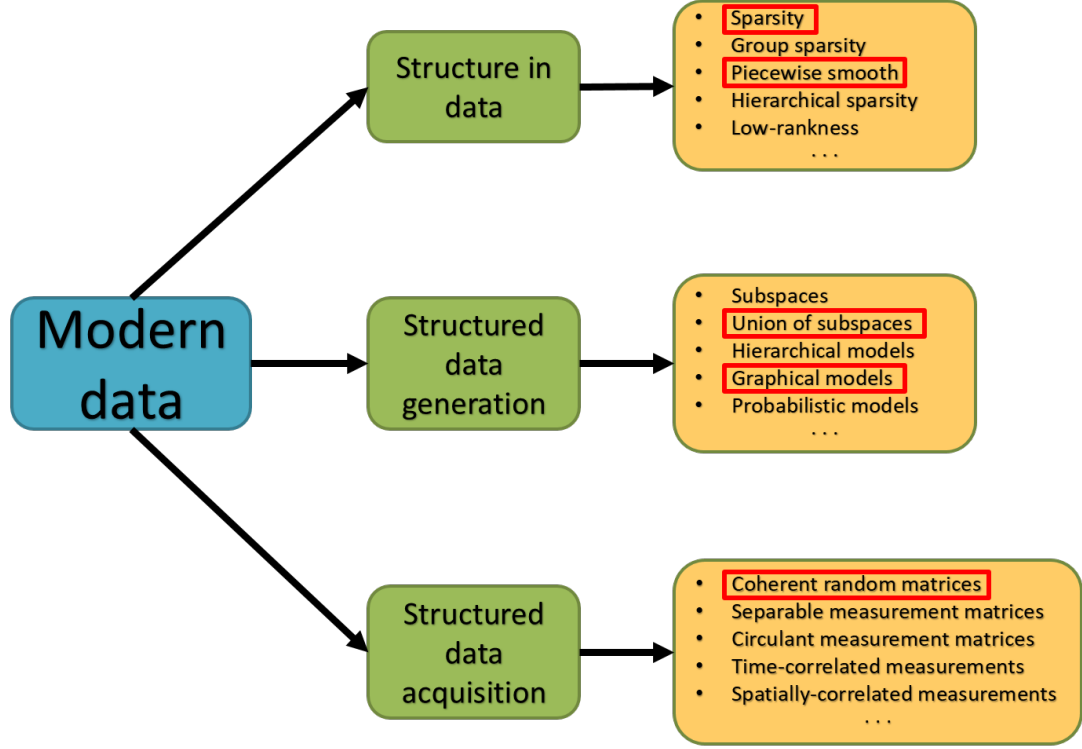 Modern
data
Structure in
data
• Sparsity
• Group sparsity
• Piecewise smooth
• Hierarchical sparsity
• Low-rankness
. . .
Structured
data
generation
• Subspaces
• Union of subspaces
• Hierarchical models
• Graphical models
• Probabilistic models
. . .
Structured
data
acquisition
• Coherent random matrices
• Separable measurement matrices
• Circulant measurement matrices
• Time-correlated measurements
• Spatially-correlated measurements
. . .